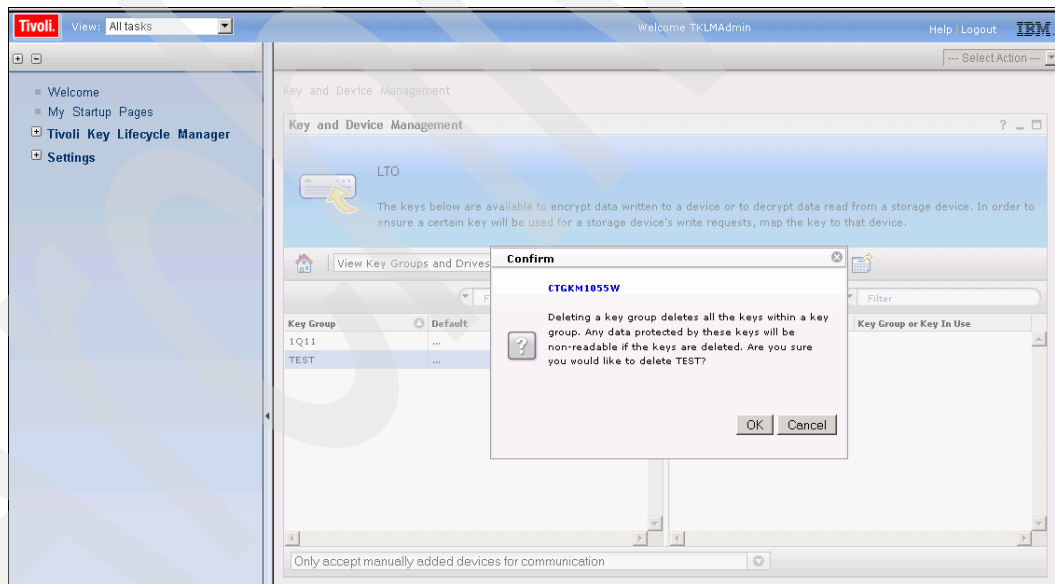 Tivoli. View: All tasks Welcome TKLMAdmin Help Logout IBM
--- Select Action ---
Welcome
My Startup Pages
Tivoli Key Lifecycle Manager
Settings
Key and Device Management
Key and Device Management
LTO
The keys below are available to encrypt data written to a device or to decrypt data read from a storage device. In order to
ensure a certain key will be used for a storage device's write requests, map the key to that device.
View Key Groups and Drives
Filter
Key Group Default Key Group or Key In Use
1Q11 ...
TEST ...
Confirm
CTGKM1055W
Deleting a key group deletes all the keys within a key
group. Any data protected by these keys will be
non-readable if the keys are deleted. Are you sure
you would like to delete TEST?
OK Cancel
Only accept manually added devices for communication